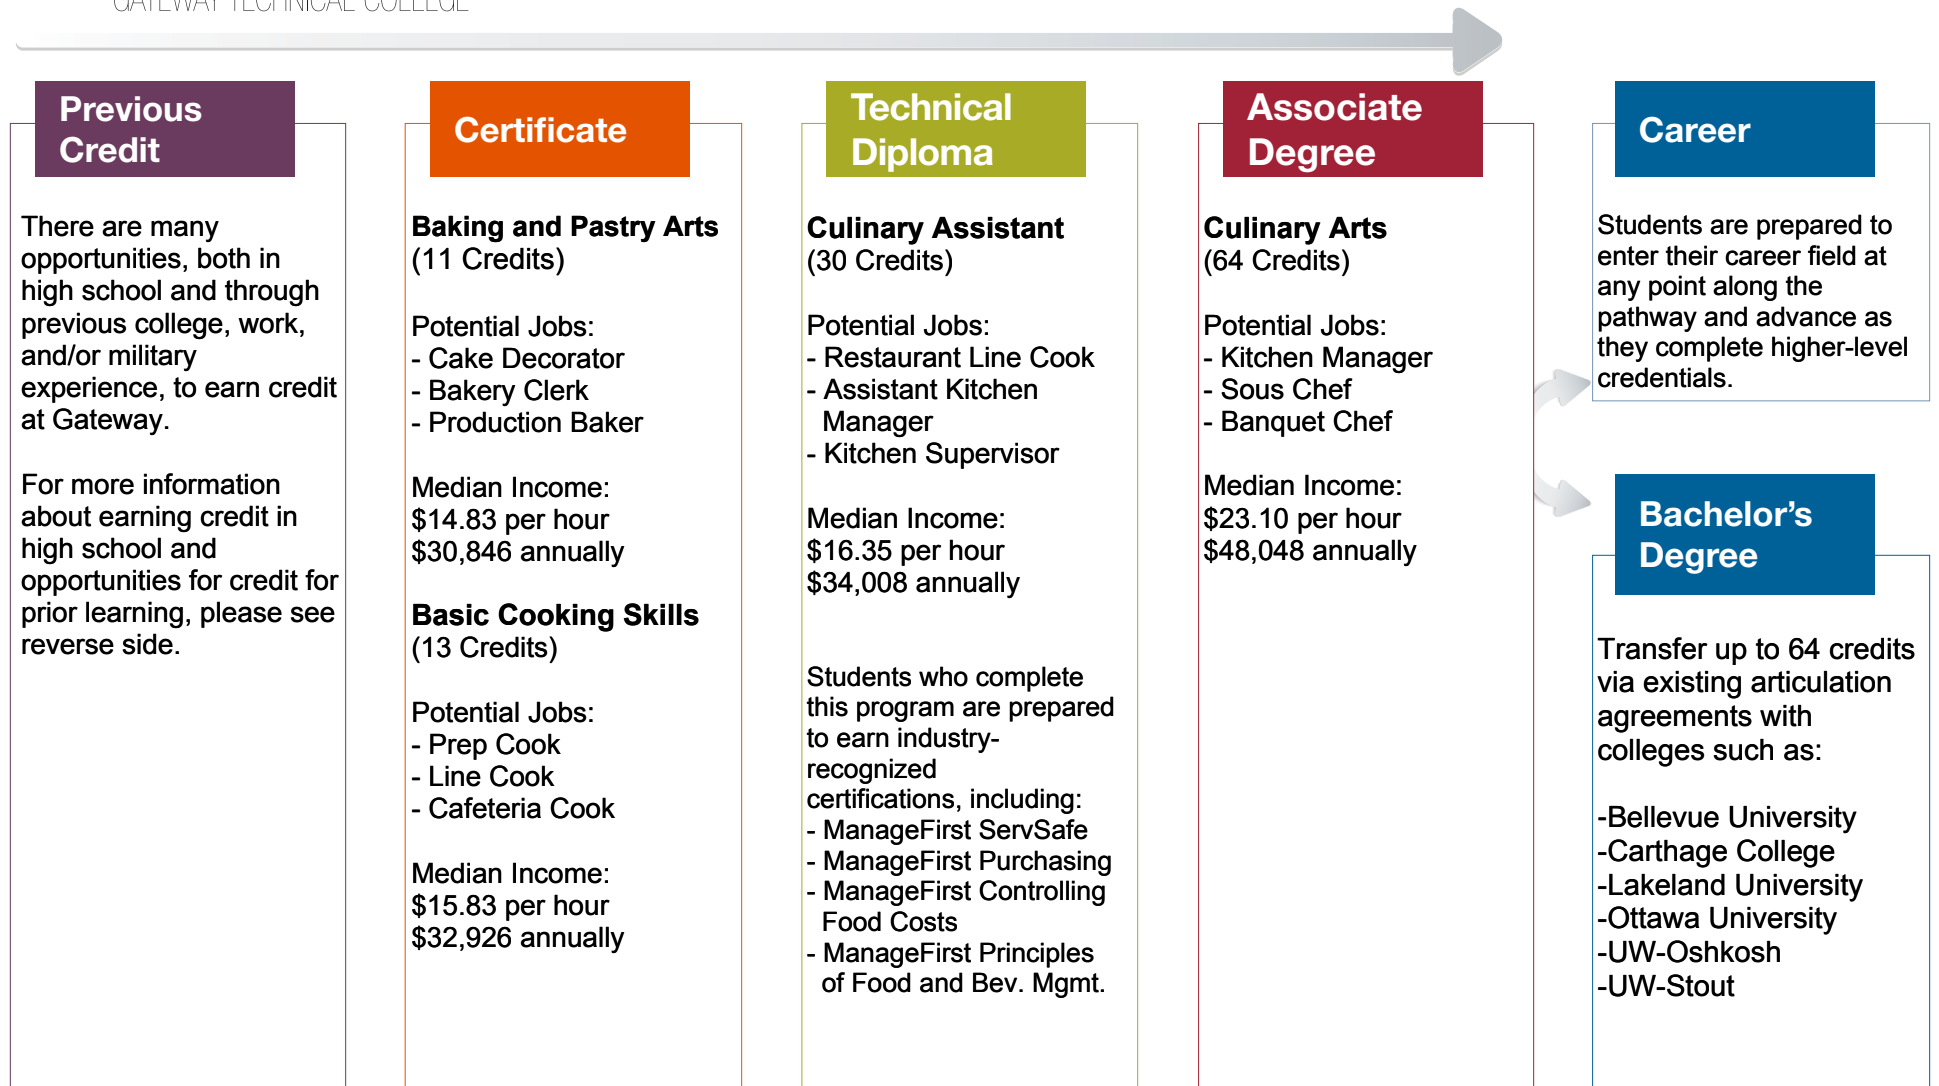 GATEWAY TECHNICAL COLLEGE
Previous
Credit
There are many
opportunities, both in
high school and through
previous college, work,
and/or military
experience, to earn credit
at Gateway.
For more information
about earning credit in
high school and
opportunities for credit for
prior learning, please see
reverse side.
Certificate
Baking and Pastry Arts
(11 Credits)
Potential Jobs:
- Cake Decorator
- Bakery Clerk
- Production Baker
Median Income:
$14.83 per hour
$30,846 annually
Basic Cooking Skills
(13 Credits)
Potential Jobs:
- Prep Cook
- Line Cook
- Cafeteria Cook
Median Income:
$15.83 per hour
$32,926 annually
Technical
Diploma
Culinary Assistant
(30 Credits)
Potential Jobs:
- Restaurant Line Cook
- Assistant Kitchen
Manager
- Kitchen Supervisor
Median Income:
$16.35 per hour
$34,008 annually
Students who complete
this program are prepared
to earn industry-
recognized
certifications, including:
- ManageFirst ServSafe
- ManageFirst Purchasing
- ManageFirst Controlling
Food Costs
- ManageFirst Principles
of Food and Bev. Mgmt.
Associate
Degree
Culinary Arts
(64 Credits)
Potential Jobs:
- Kitchen Manager
- Sous Chef
- Banquet Chef
Median Income:
$23.10 per hour
$48,048 annually
Career
Students are prepared to
enter their career field at
any point along the
pathway and advance as
they complete higher-level
credentials.
Bachelor’s
Degree
Transfer up to 64 credits
via existing articulation
agreements with
colleges such as:
-Bellevue University
-Carthage College
-Lakeland University
-Ottawa University
-UW-Oshkosh
-UW-Stout